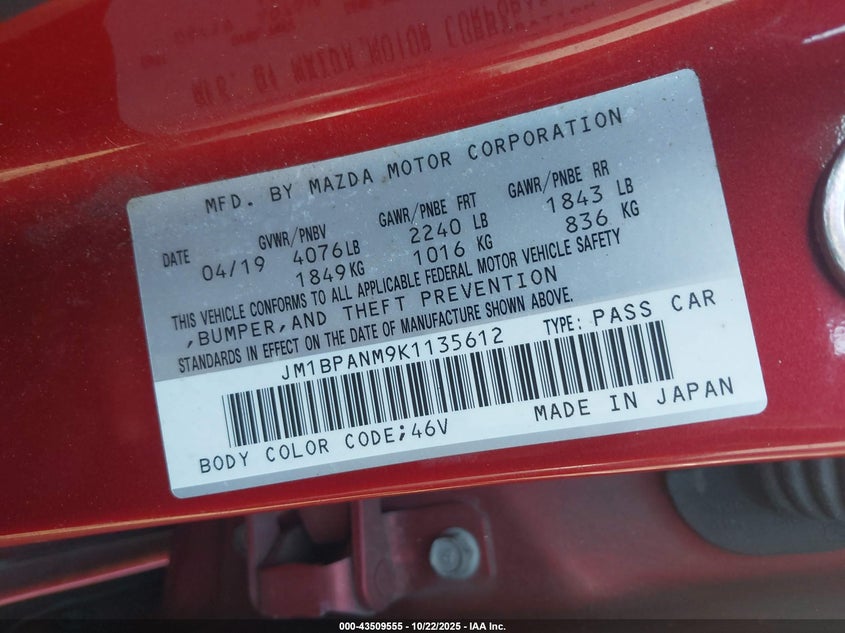 MFD. BY MAZDA MOTOR CORPORATION
DATE GVWR/PNBV GAWR/PNBE FRT GAWR/PNBE RR
04/19 4076LB 2240 LB 1843 LB
1849KG 1016 KG 836 KG
THIS VEHICLE CONFORMS TO ALL APPLICABLE FEDERAL MOTOR VEHICLE SAFETY
,BUMPER,AND THEFT PREVENTION
STANDARDS IN EFFECT ON THE DATE OF MANUFACTURE SHOWN ABOVE.
JM1BPANM9K1135612 TYPE: PASS CAR
BODY COLOR CODE;46V MADE IN JAPAN
000-43509555 - 10/22/2025 - IAA Inc.